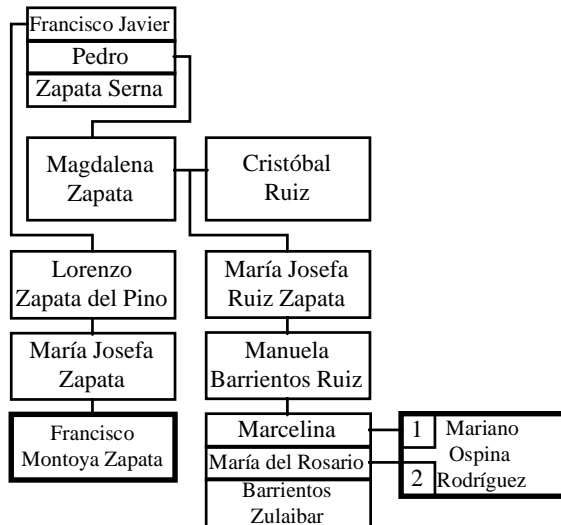 Francisco Javier
Pedro
Zapata Serna
Magdalena
Zapata
Cristóbal
Ruiz
Lorenzo
Zapata del Pino
María Josefa
Ruiz Zapata
María Josefa
Zapata
Manuela
Barrientos Ruiz
Francisco
Montoya Zapata
Marcelina
María del Rosario
Barrientos
Zulaibar
1
2
Mariano
Ospina
Rodríguez